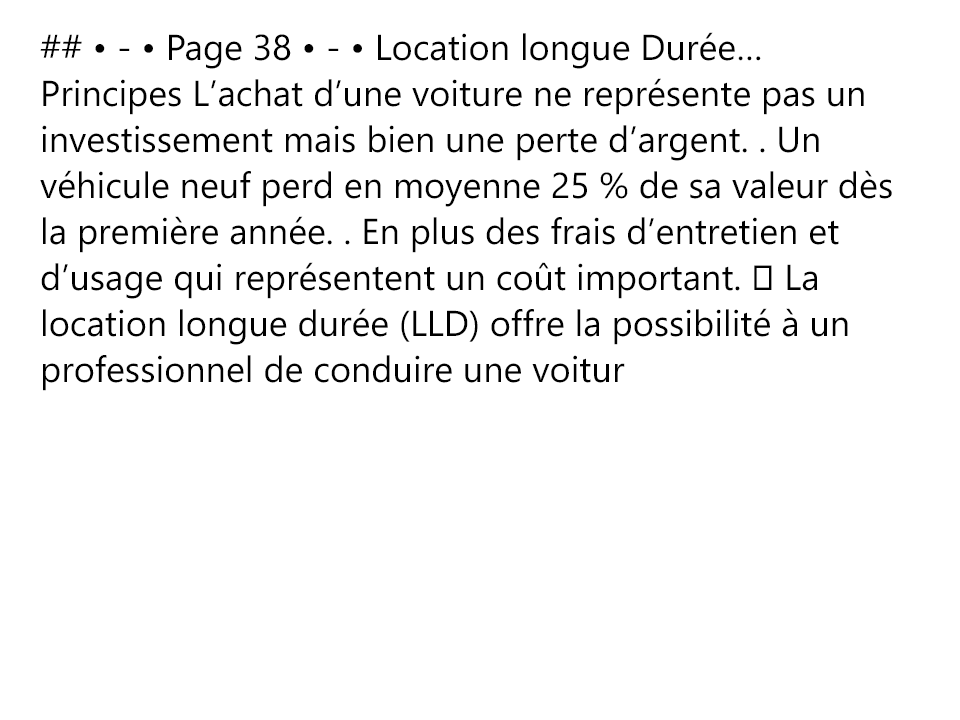 ## • - • Page 38 • - • Location longue Durée...
Principes L’achat d’une voiture ne représente pas un
investissement mais bien une perte d’argent. . Un
véhicule neuf perd en moyenne 25 % de sa valeur dès
la première année. . En plus des frais d’entretien et
d’usage qui représentent un coût important. 
La
location longue durée (LLD) offre la possibilité à un
professionnel de conduire une voitur